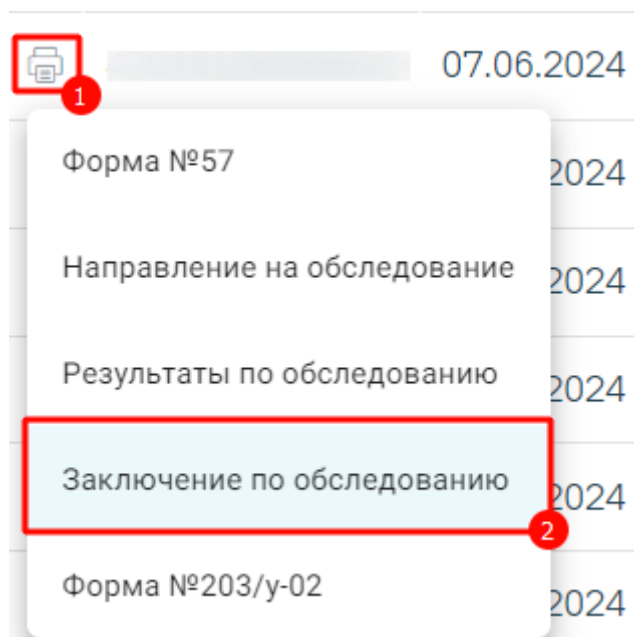 07.06.2024
1
Форма №57
2024
Направление на обследование
2024
Результаты по обследованию
2024
Заключение по обследованию
2024
2
Форма №203/у-02
2024